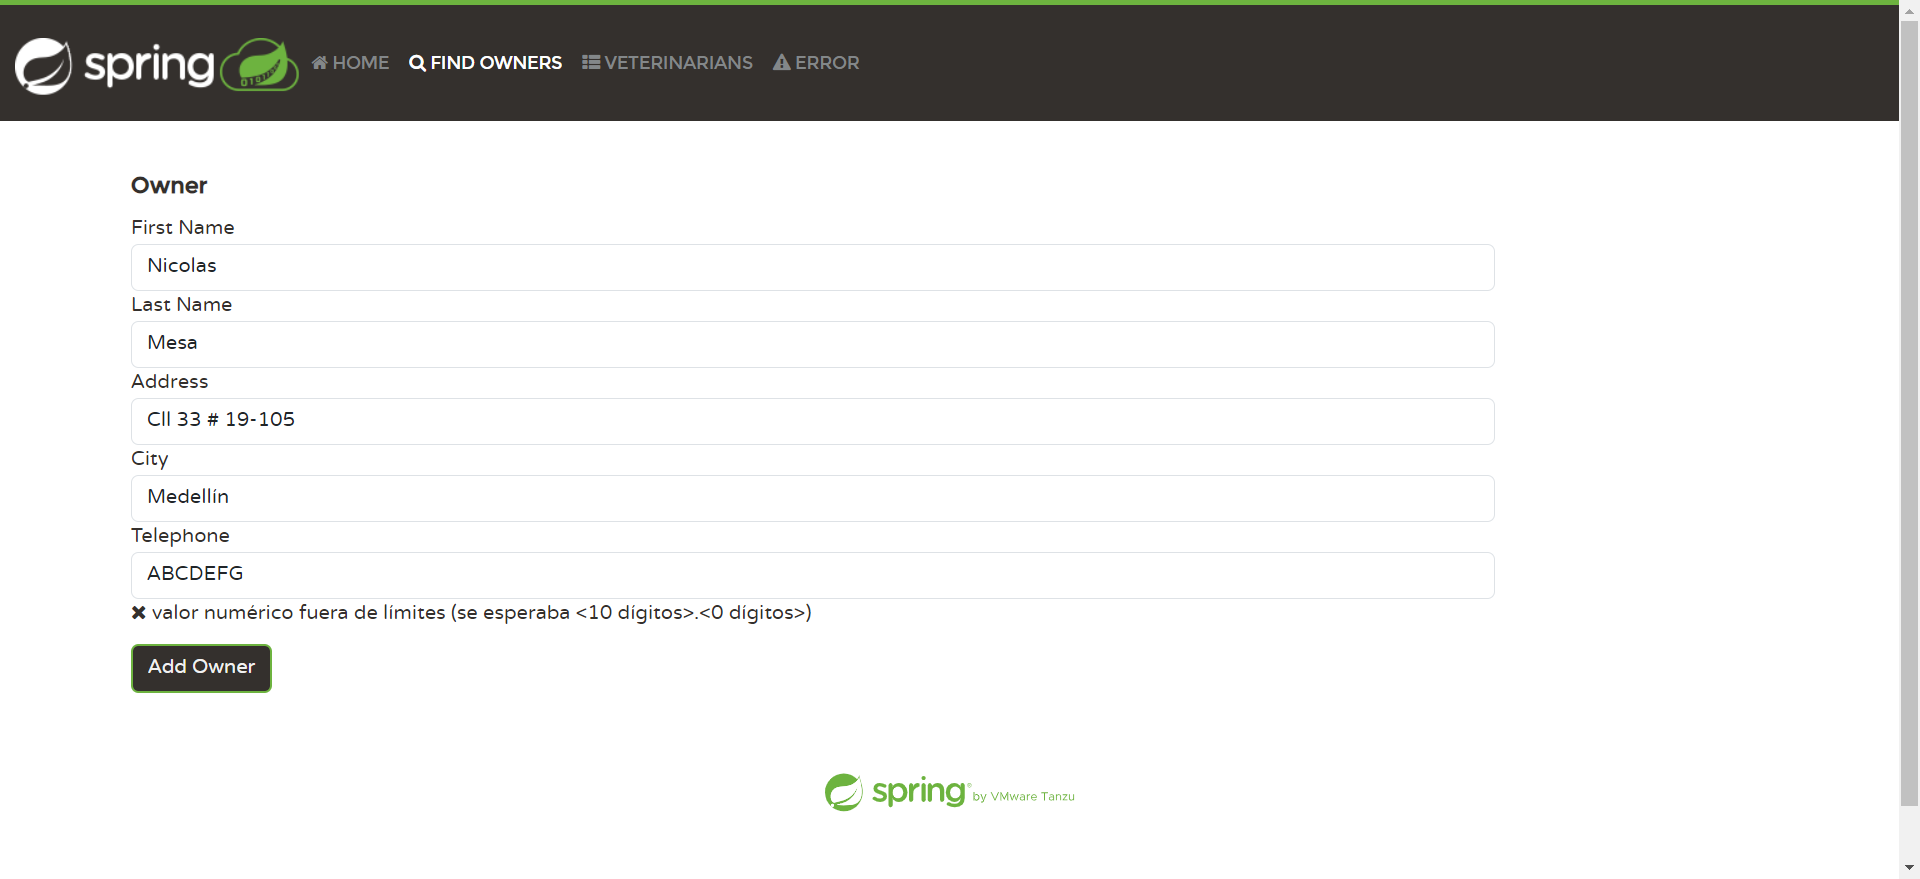 spring HOME FIND OWNERS VETERINARIANS ERROR
Owner
First Name
Nicolas
Last Name
Mesa
Address
Cll 33 # 19-105
City
Medellín
Telephone
ABCDEFG
valor numérico fuera de límites (se esperaba <10 dígitos>.<0 dígitos>)
Add Owner
spring® by VMware Tanzu